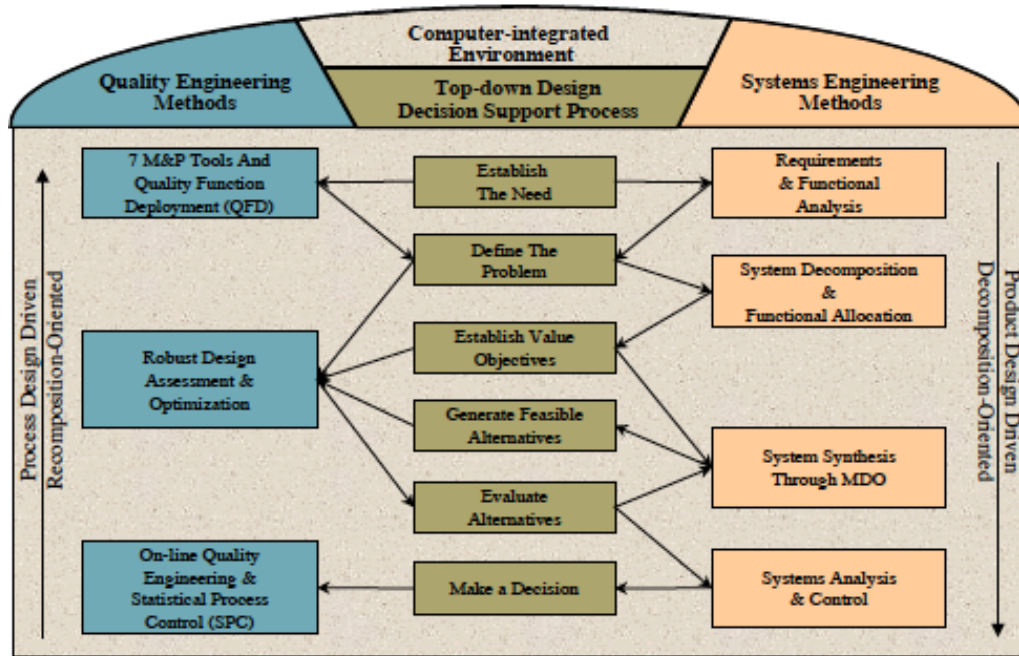 Computer-integrated
Environment
Quality Engineering
Methods
Top-down Design
Decision Support Process
Systems Engineering
Methods
7 M&P Tools And
Quality Function
Deployment (QFD)
Establish
The Need
Requirements
& Functional
Analysis
Define The
Problem
System Decomposition
&
Functional Allocation
Robust Design
Assessment &
Optimization
Establish Value
Objectives
Generate Feasible
Alternatives
System Synthesis
Through MDO
Evaluate
Alternatives
On-line Quality
Engineering &
Statistical Process
Control (SPC)
Make a Decision
Systems Analysis
& Control
Process Design Driven
Recomposition-Oriented
Product Design Driven
Decomposition-Oriented